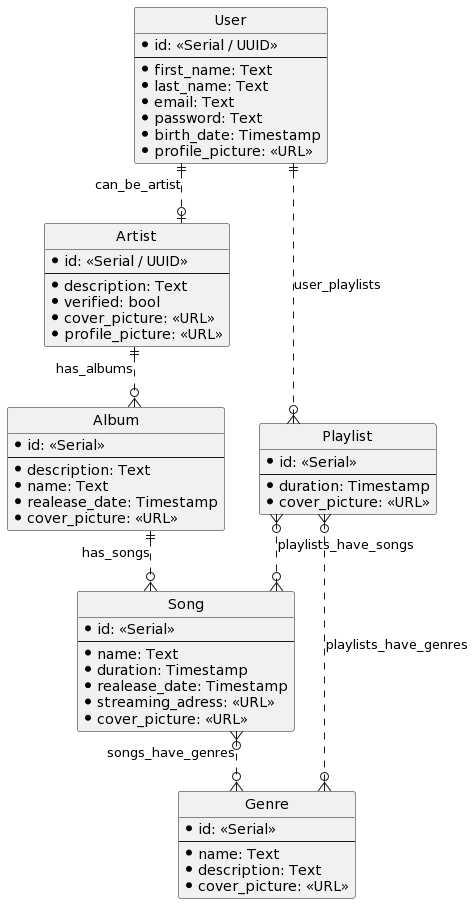 User
id: «Serial / UUID»
first_name: Text
last_name: Text
email: Text
password: Text
birth_date: Timestamp
profile_picture: «URL»
can_be_artist
Artist
id: «Serial / UUID»
description: Text
verified: bool
cover_picture: «URL»
profile_picture: «URL»
user_playlists
has_albums
Album
id: «Serial»
description: Text
name: Text
realease_date: Timestamp
cover_picture: «URL»
Playlist
id: «Serial»
duration: Timestamp
cover_picture: «URL»
has_songs
playlists_have_songs
Song
id: «Serial»
name: Text
duration: Timestamp
realease_date: Timestamp
streaming_adress: «URL»
cover_picture: «URL»
playlists_have_genres
songs_have_genres
Genre
id: «Serial»
name: Text
description: Text
cover_picture: «URL»